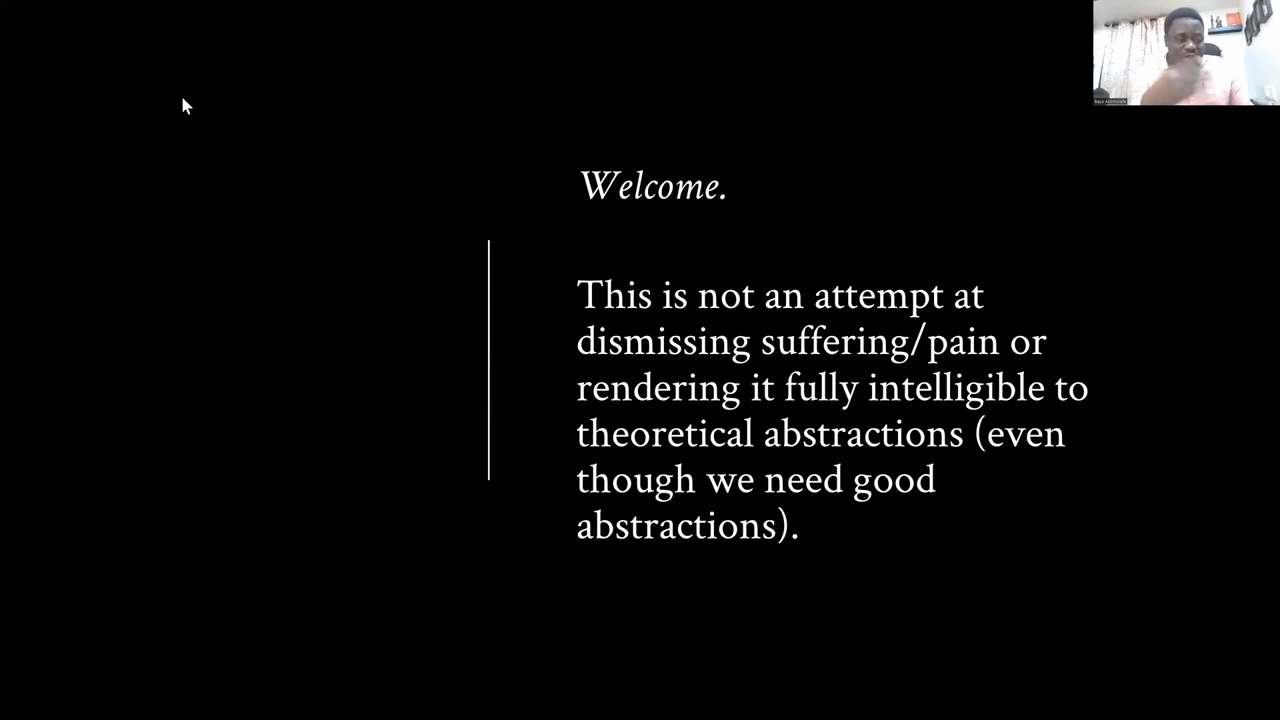 Welcome.
This is not an attempt at
dismissing suffering/pain or
rendering it fully intelligible to
theoretical abstractions (even
though we need good
abstractions).